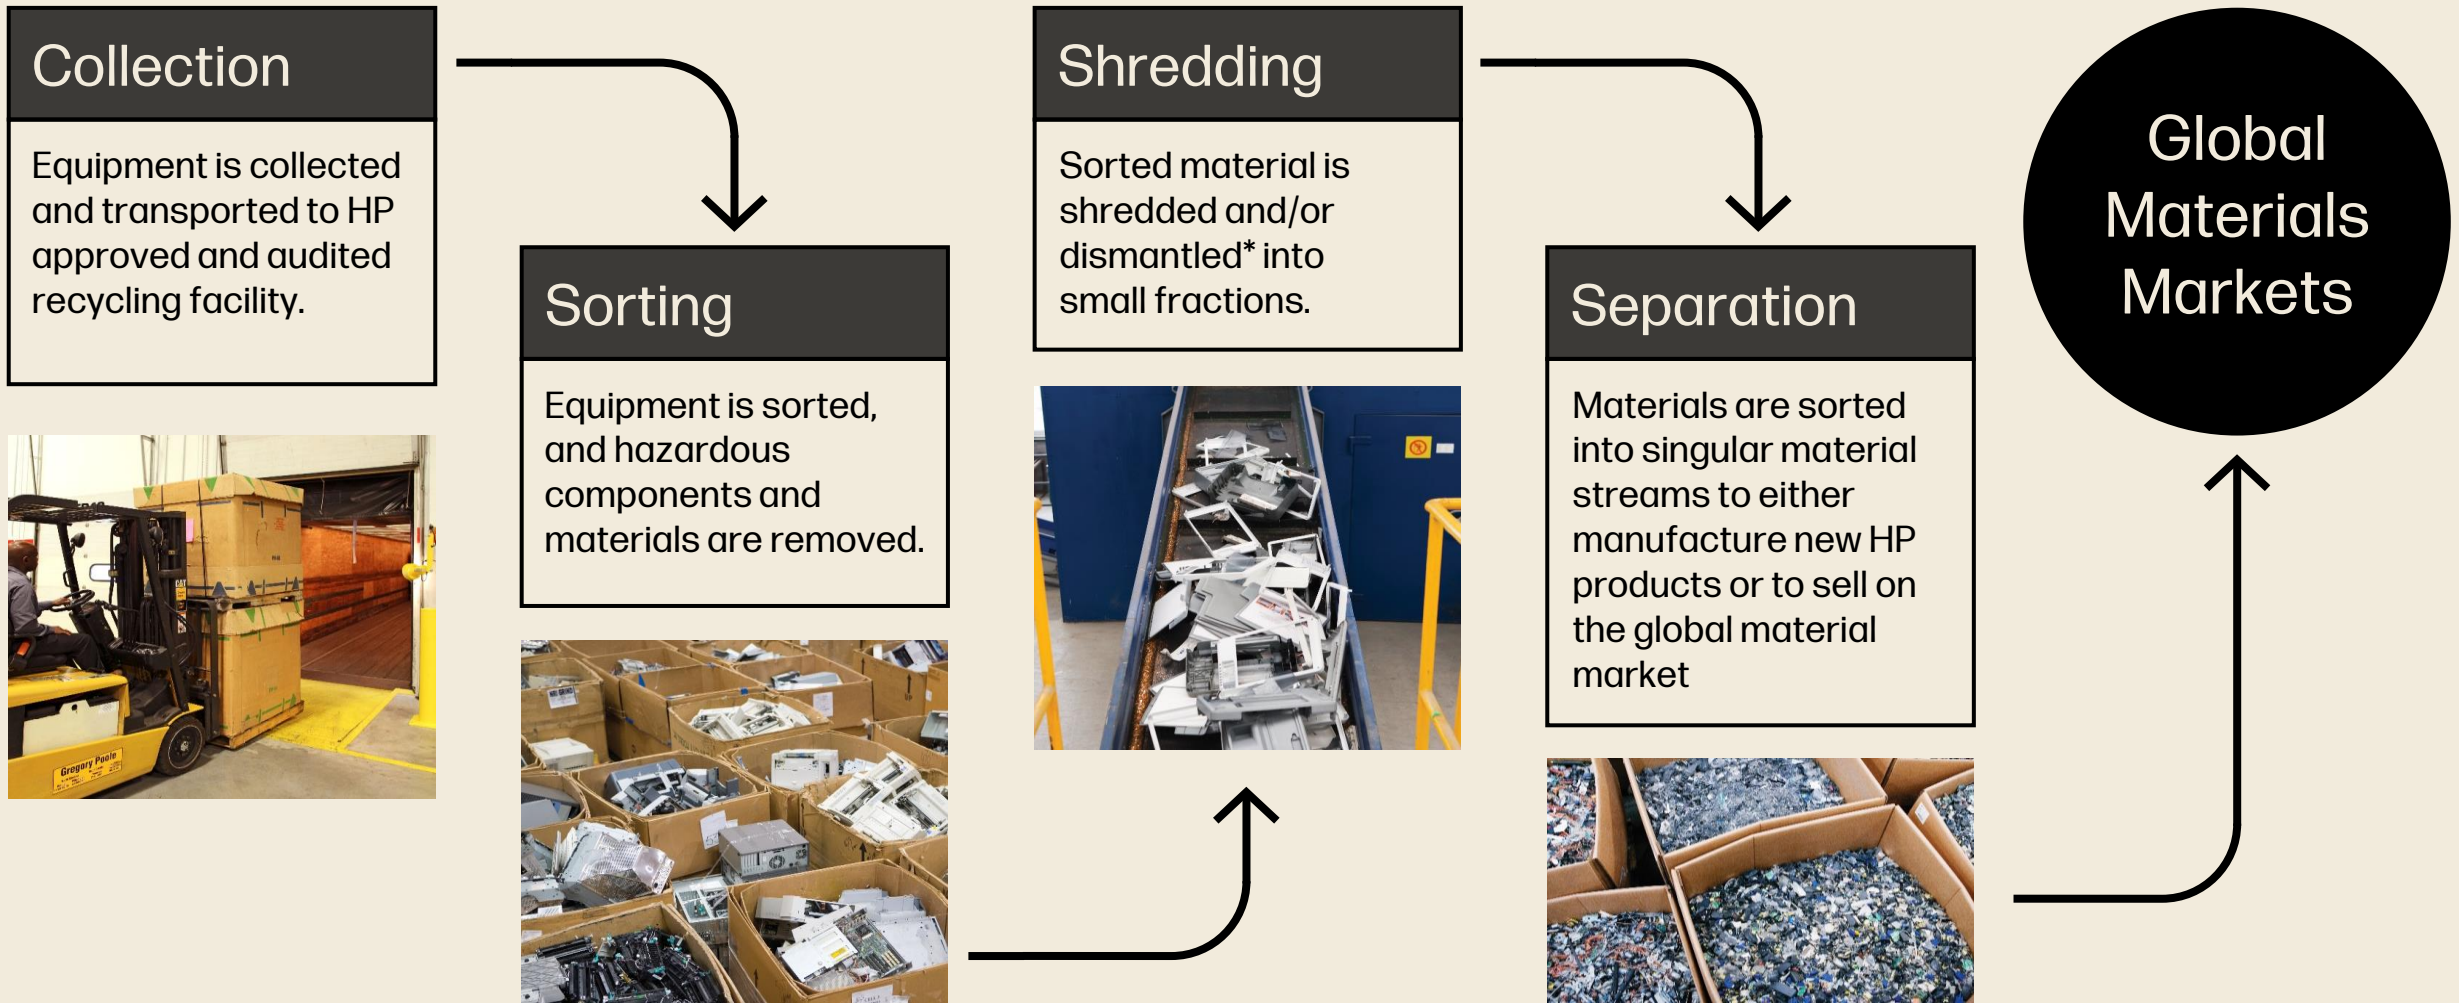 Collection
Equipment is collected
and transported to HP
approved and audited
recycling facility.
Gregory Poole
Sorting
Equipment is sorted,
and hazardous
components and
materials are removed.
Shredding
Sorted material is
shredded and/or
dismantled* into
small fractions.
Separation
Materials are sorted
into singular material
streams to either
manufacture new HP
products or to sell on
the global material
market
Global
Materials
Markets